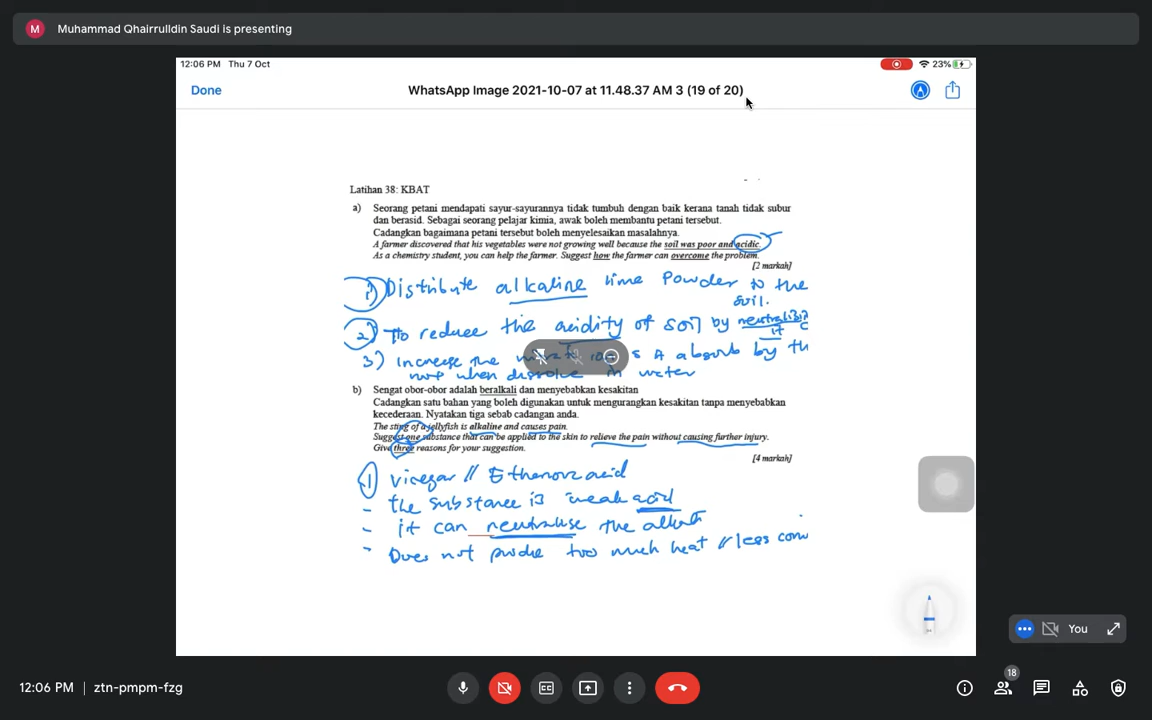 M Muhammad Qhairrulldin Saudi is presenting
12:06 PM Thu 7 Oct 23%
Done WhatsApp Image 2021-10-07 at 11.48.37 AM 3 (19 of 20)
Latihan 38: KBAT
a) Seorang petani mendapati sayur-sayurannya tidak tumbuh dengan baik kerana tanah tidak subur
dan berasid. Sebagai seorang pelajar kimia, awak boleh membantu petani tersebut.
Cadangkan bagaimana petani tersebut boleh menyelesaikan masalahnya.
A farmer discovered that his vegetables were not growing well because the soil was poor and acidic.
As a chemistry student, you can help the farmer. Suggest how the farmer can overcome the problem.
[2 markah]
1) Distribute alkaline lime Powder to the
soil.
2) To reduce the acidity of soil by
it
3) Increase the absorb by
when dissolve in water
b) Sengat obor-obor adalah beralkali dan menyebabkan kesakitan
Cadangkan satu bahan yang boleh digunakan untuk mengurangkan kesakitan tanpa menyebabkan
kecederaan. Nyatakan tiga sebab cadangan anda.
The sting of a jellyfish is alkaline and causes pain.
Suggest one substance that can be applied to the skin to relieve the pain without causing further injury.
Give three reasons for your suggestion.
[4 markah]
1 vinegar // acid
- the substance is weak acid
- it can neutralise the
- Does not too much heat // less
You
12:06 PM | ztn-pmpm-fzg
18